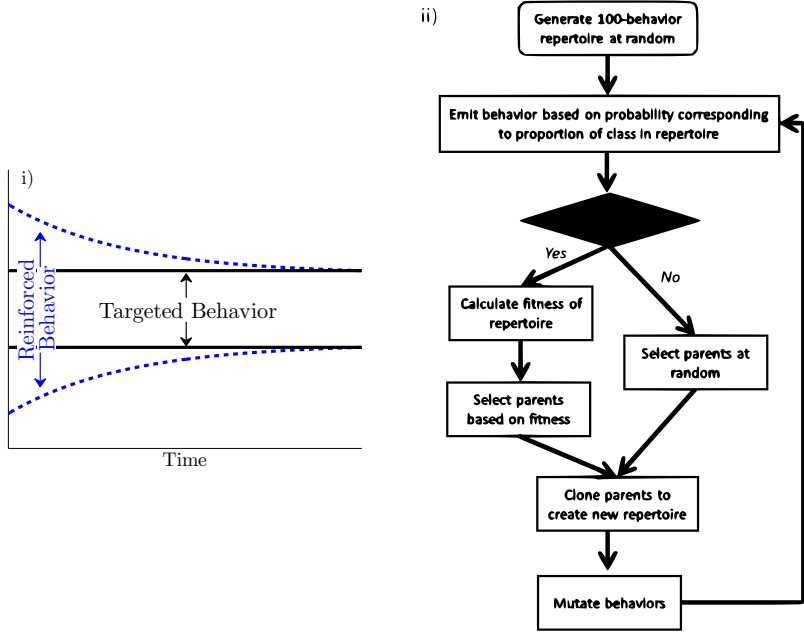 i)
Reinforced
Behavior
Targeted Behavior
Time
ii)
Generate 100-behavior
repertoire at random
Emit behavior based on probability corresponding
to proportion of class in repertoire
Yes
No
Calculate fitness of
repertoire
Select parents at
random
Select parents
based on fitness
Clone parents to
create new repertoire
Mutate behaviors